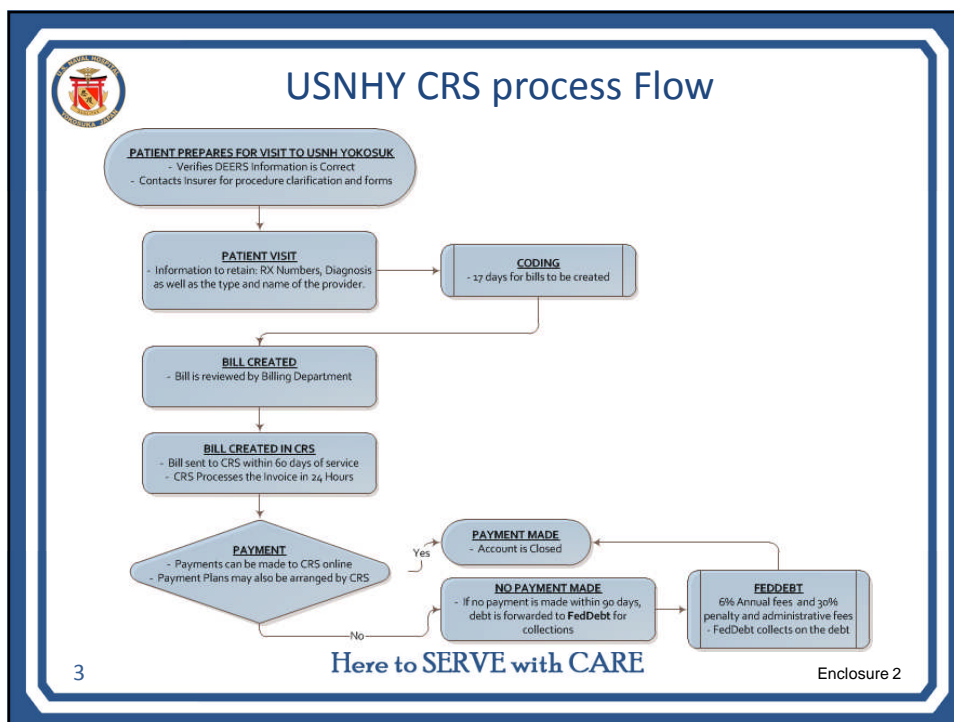 U.S. NAVAL HOSPITAL
YOKOSUKA JAPAN
USNHY CRS process Flow
PATIENT PREPARES FOR VISIT TO USNH YOKOSUK
- Verifies DEERS Information is Correct
- Contacts Insurer for procedure clarification and forms
PATIENT VISIT
- Information to retain: RX Numbers, Diagnosis
as well as the type and name of the provider.
CODING
- 17 days for bills to be created
BILL CREATED
- Bill is reviewed by Billing Department
BILL CREATED IN CRS
- Bill sent to CRS within 60 days of service
- CRS Processes the Invoice in 24 Hours
PAYMENT
- Payments can be made to CRS online
- Payment Plans may also be arranged by CRS
Yes
PAYMENT MADE
- Account is Closed
No
NO PAYMENT MADE
- If no payment is made within 90 days,
debt is forwarded to FedDebt for
collections
FEDDEBT
6% Annual fees and 30%
penalty and administrative fees
- FedDebt collects on the debt
3
Here to SERVE with CARE
Enclosure 2